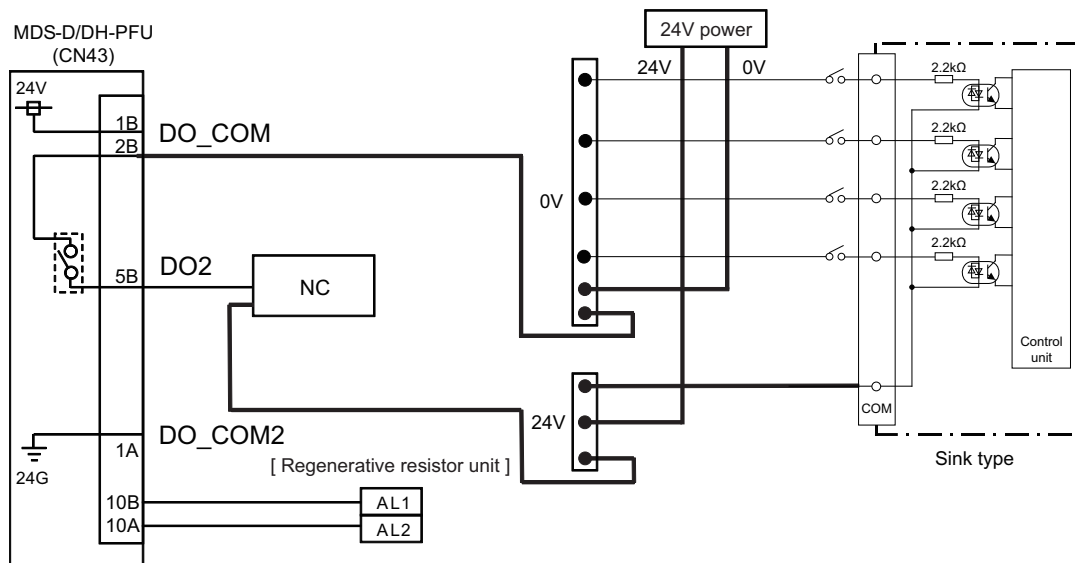 MDS-D/DH-PFU
(CN43)
24V
1B
DO_COM
2B
5B
DO2
NC
1A
DO_COM2
24G
[ Regenerative resistor unit ]
10B
AL1
10A
AL2
24V power
24V
0V
0V
24V
2.2kΩ
2.2kΩ
2.2kΩ
2.2kΩ
Control
unit
COM
Sink type